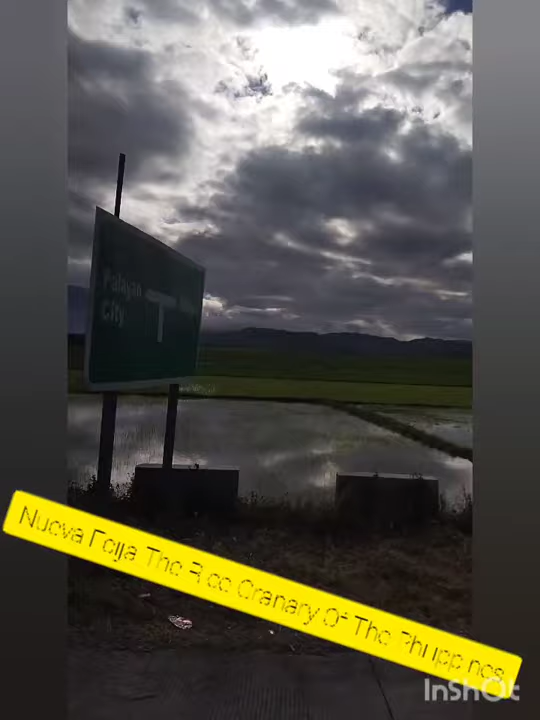 Palayan
City
Nueva Ecija The Rice Granary Of The Philippines
InShOt